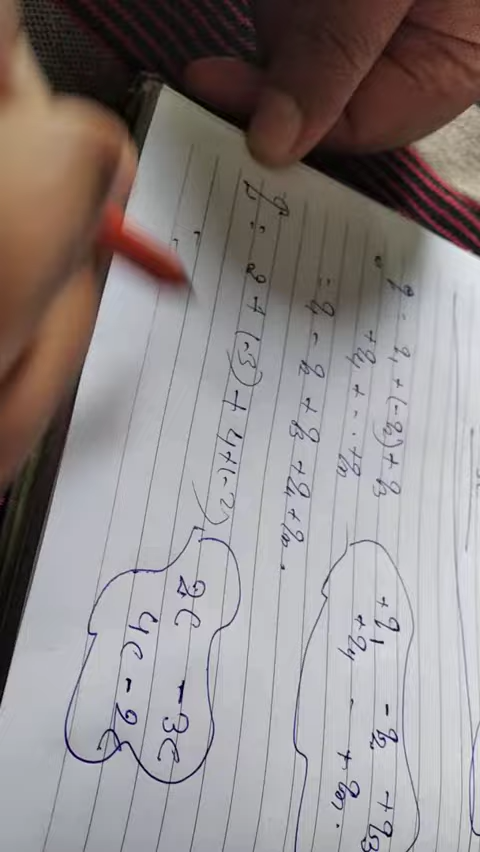 q = q₁ + (-q₂) + q₃
+ q₄ + - - + qₙ
= q₁ - q₂ + q₃ + q₄ + qₙ.
q = 2 + (-3) + 4 + (-2)
+q₁ - q₂ + q₃
+q₄ - - + qₙ.
2C - 3C
4C - 2C